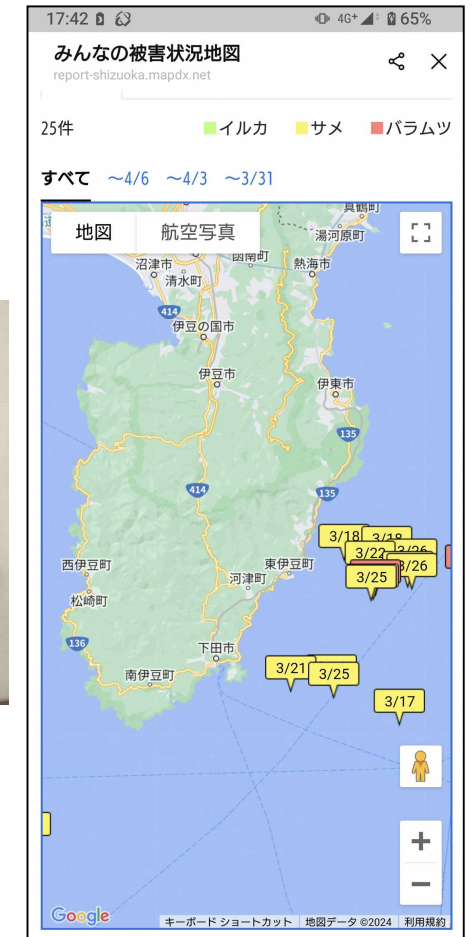 17:42 4G+ 65%
みんなの被害状況地図
report-shizuoka.mapdx.net
25件 イルカ サメ バラムツ
すべて ～4/6 ～4/3 ～3/31
地図 航空写真
真鶴町
湯河原町
函南町
沼津市
熱海市
清水町
414
伊豆の国市
伊豆市
伊東市
135
414
135
3/18 3/18
3/22 3/26
3/26
3/25
西伊豆町
東伊豆町
河津町
松崎町
136
下田市
南伊豆町
3/21
3/25
3/17
Google
キーボード ショートカット 地図データ ©2024 利用規約